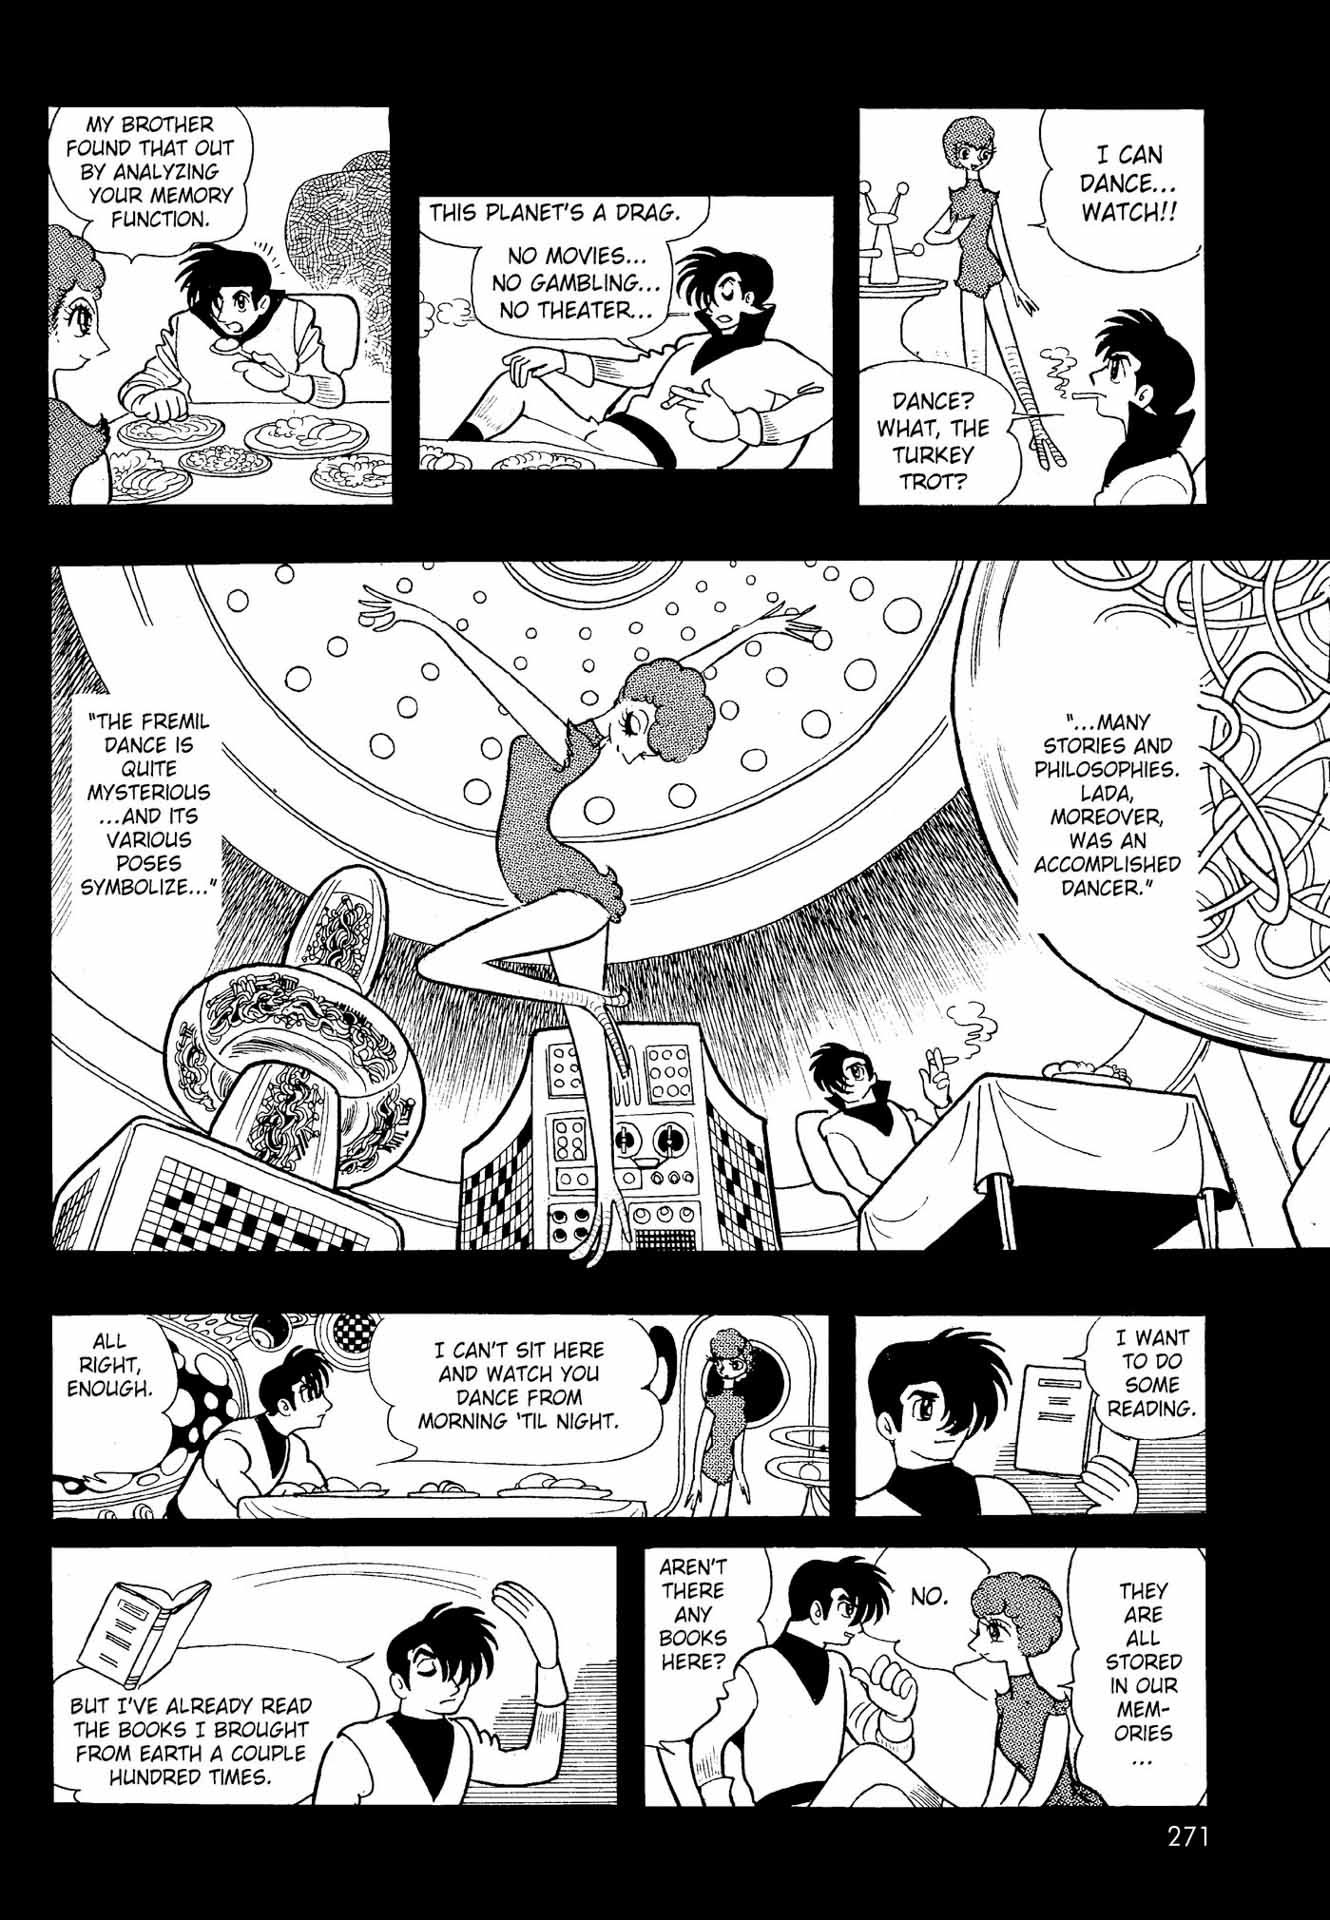 MY BROTHER
FOUND THAT OUT
BY ANALYZING
YOUR MEMORY
FUNCTION.
THIS PLANET'S A DRAG.
NO MOVIES...
NO GAMBLING...
NO THEATER...
I CAN
DANCE...
WATCH!!
DANCE?
WHAT, THE
TURKEY
TROT?
"THE FREMIL
DANCE IS
QUITE
MYSTERIOUS
...AND ITS
VARIOUS
POSES
SYMBOLIZE..."
"...MANY
STORIES AND
PHILOSOPHIES.
LADA,
MOREOVER,
WAS AN
ACCOMPLISHED
DANCER."
ALL
RIGHT,
ENOUGH.
I CAN'T SIT HERE
AND WATCH YOU
DANCE FROM
MORNING 'TIL NIGHT.
I WANT
TO DO
SOME
READING.
BUT I'VE ALREADY READ
THE BOOKS I BROUGHT
FROM EARTH A COUPLE
HUNDRED TIMES.
AREN'T
THERE
ANY
BOOKS
HERE?
NO.
THEY
ARE
ALL
STORED
IN OUR
MEM-
ORIES
...
271